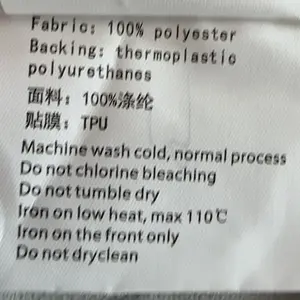 Fabric: 100% polyester
Backing: thermoplastic
polyurethanes
面料: 100%涤纶
贴膜: TPU
Machine wash cold, normal process
Do not chlorine bleaching
Do not tumble dry
Iron on low heat, max 110℃
Iron on the front only
Do not dryclean